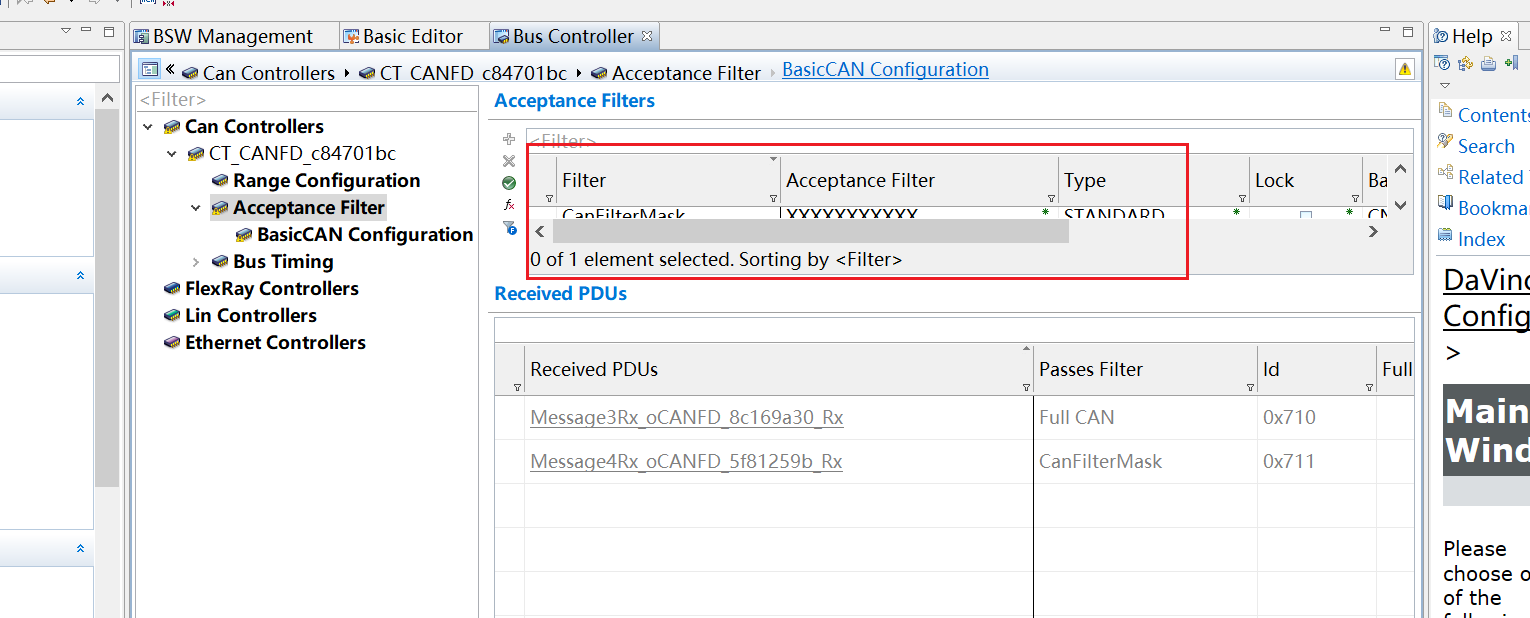 BSW Management
Basic Editor
Bus Controller
Help
« Can Controllers
CT_CANFD_c84701bc
Acceptance Filter
BasicCAN Configuration
<Filter>
Can Controllers
CT_CANFD_c84701bc
Range Configuration
Acceptance Filter
BasicCAN Configuration
Bus Timing
FlexRay Controllers
Lin Controllers
Ethernet Controllers
Acceptance Filters
<Filter>
Filter Acceptance Filter Type Lock Ba
CanFilterMask XXXXXXXXXXX * STANDARD * * CN
0 of 1 element selected. Sorting by <Filter>
Received PDUs
Received PDUs Passes Filter Id Full
Message3Rx_oCANFD_8c169a30_Rx Full CAN 0x710
Message4Rx_oCANFD_5f81259b_Rx CanFilterMask 0x711
Contents
Search
Related
Bookmar
Index
DaVinc
Config
>
Main
Wind
Please
choose o
of the